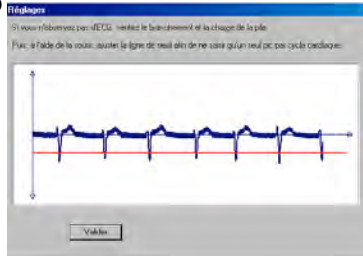 Réglages
Si vous n'observez pas d'ECG, vérifiez le branchement et la charge de la pile.
Puis, à l'aide de la souris, ajuster la ligne de seuil afin de ne saisir qu'un seul pic par cycle cardiaque.
Valider